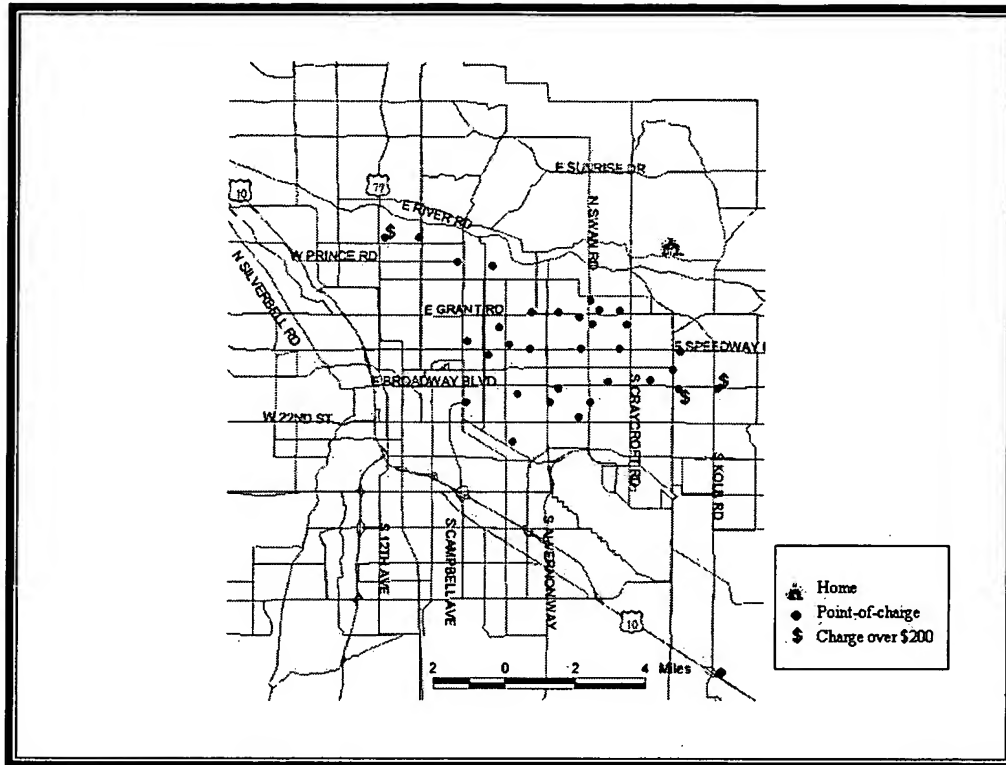 E SUNRISE DR
10
77
E RIVER RD
N SWAN RD
W PRINCE RD
N SILVERBELL RD
E GRANT RD
E SPEEDWAY
E BROADWAY BLVD
S CRAYCROFT RD
W 22ND ST
S KOLB RD
S 12TH AVE
S CAMPBELL AVE
S ALVERNON WAY
10
2 0 2 4 Miles
Home
Point-of-charge
$ Charge over $200